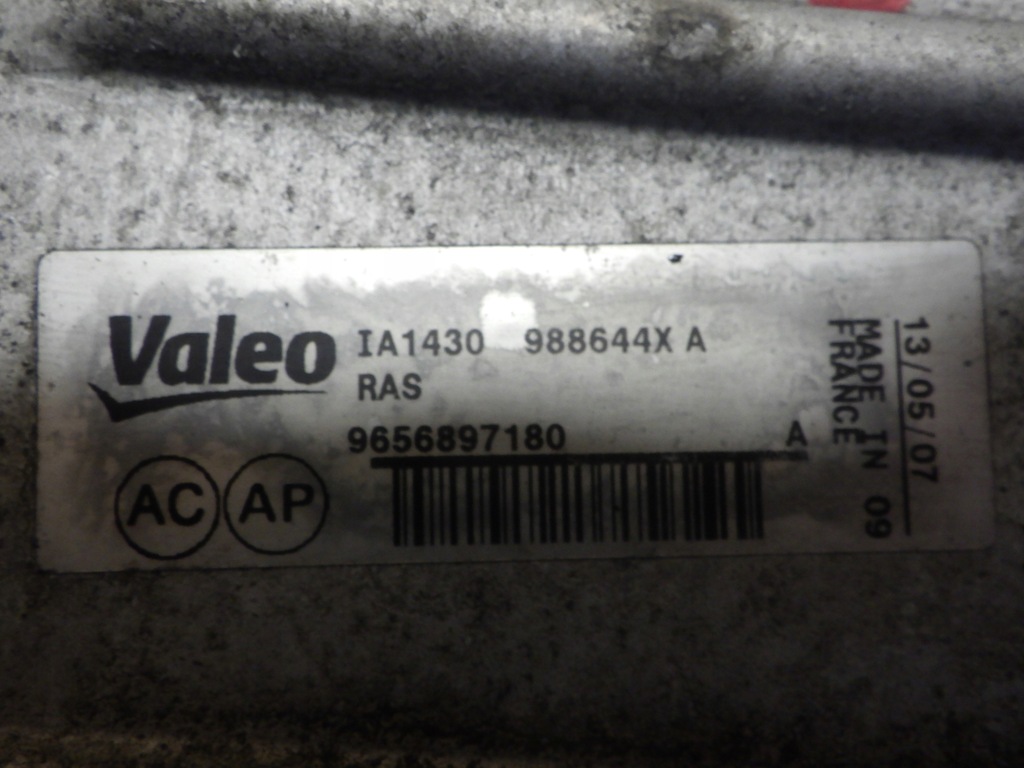 Valeo
IA1430 988644X A
RAS
9656897180 A
AC AP
13/05/07
MADE IN 09
FRANCE